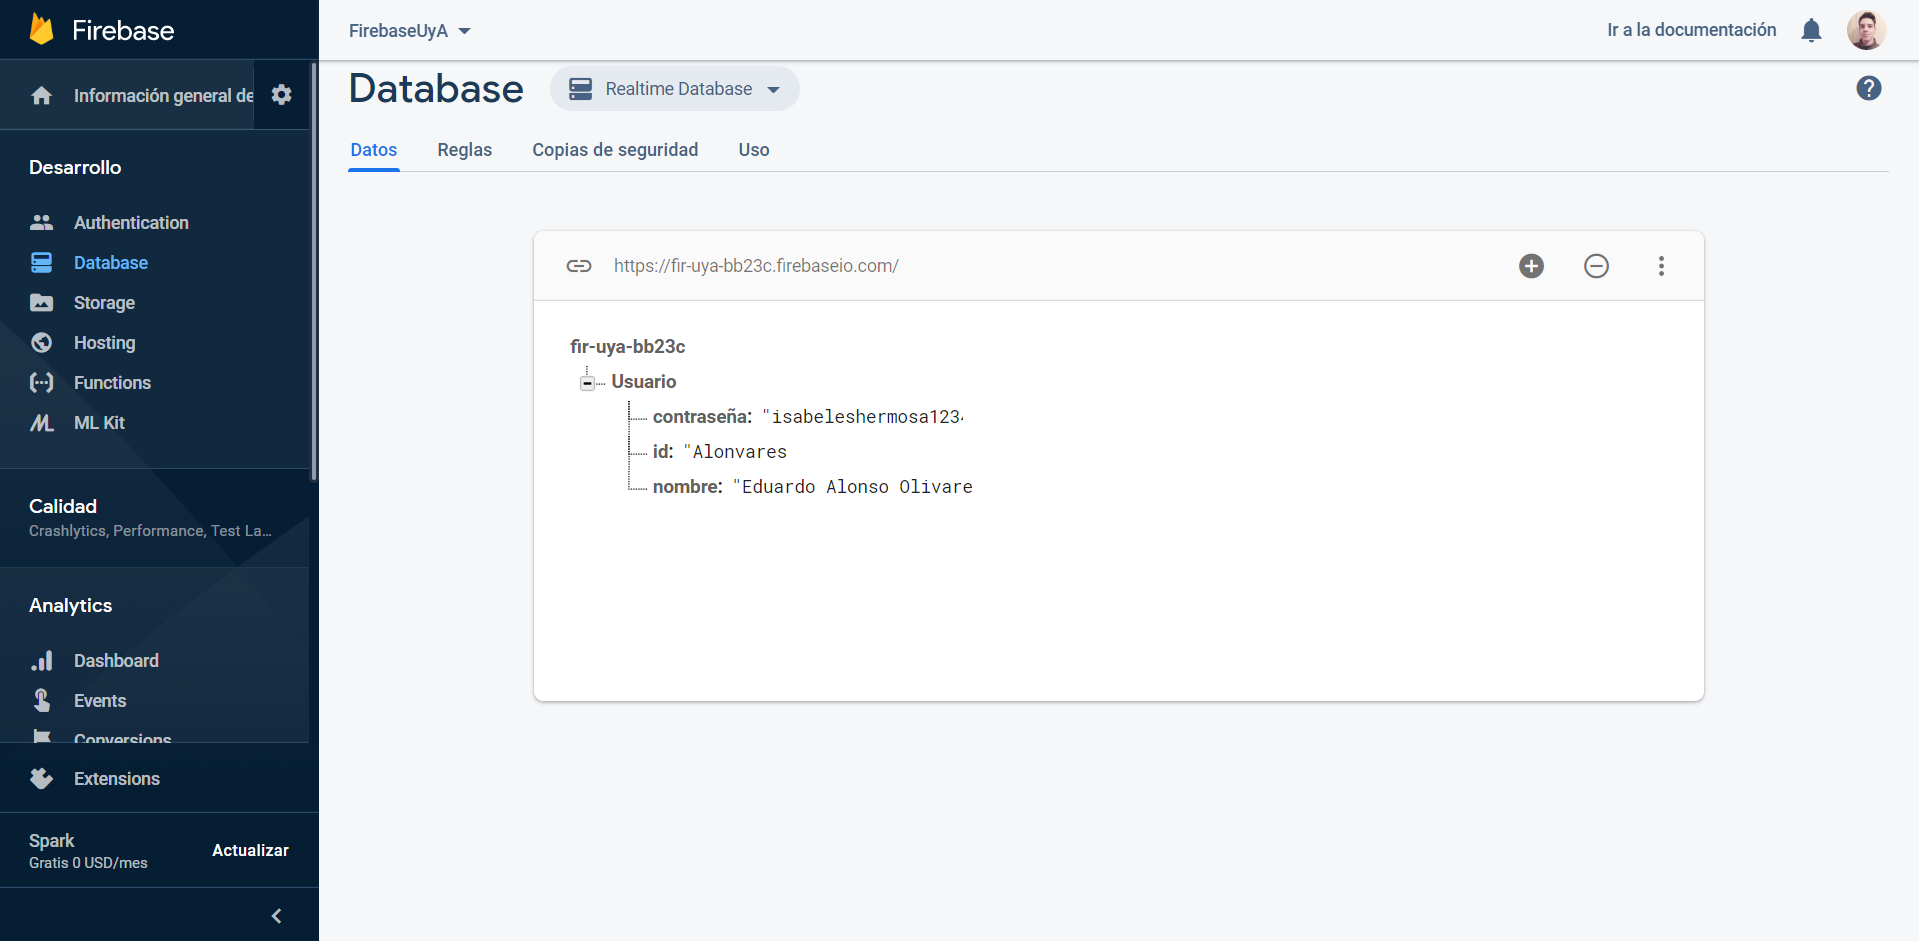 Firebase
FirebaseUyA
Ir a la documentación
Información general de
Database
Realtime Database
Datos
Reglas
Copias de seguridad
Uso
Desarrollo
Authentication
Database
Storage
Hosting
Functions
ML Kit
Calidad
Crashlytics, Performance, Test La...
Analytics
Dashboard
Events
Conversions
Extensions
Spark
Gratis 0 USD/mes
Actualizar
https://fir-uya-bb23c.firebaseio.com/
fir-uya-bb23c
Usuario
contraseña: "isabeleshermosa1234
id: "Alonvares
nombre: "Eduardo Alonso Olivare